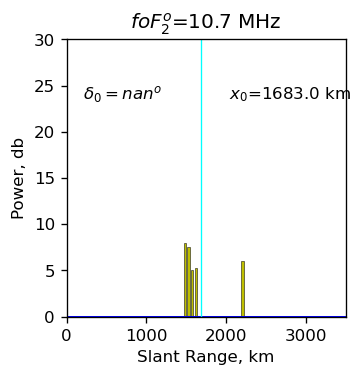 foF₂ᵒ=10.7 MHz
30
25
δ₀ = nanᵒ
x₀=1683.0 km
20
15
10
5
0
Power, db
0 1000 2000 3000
Slant Range, km